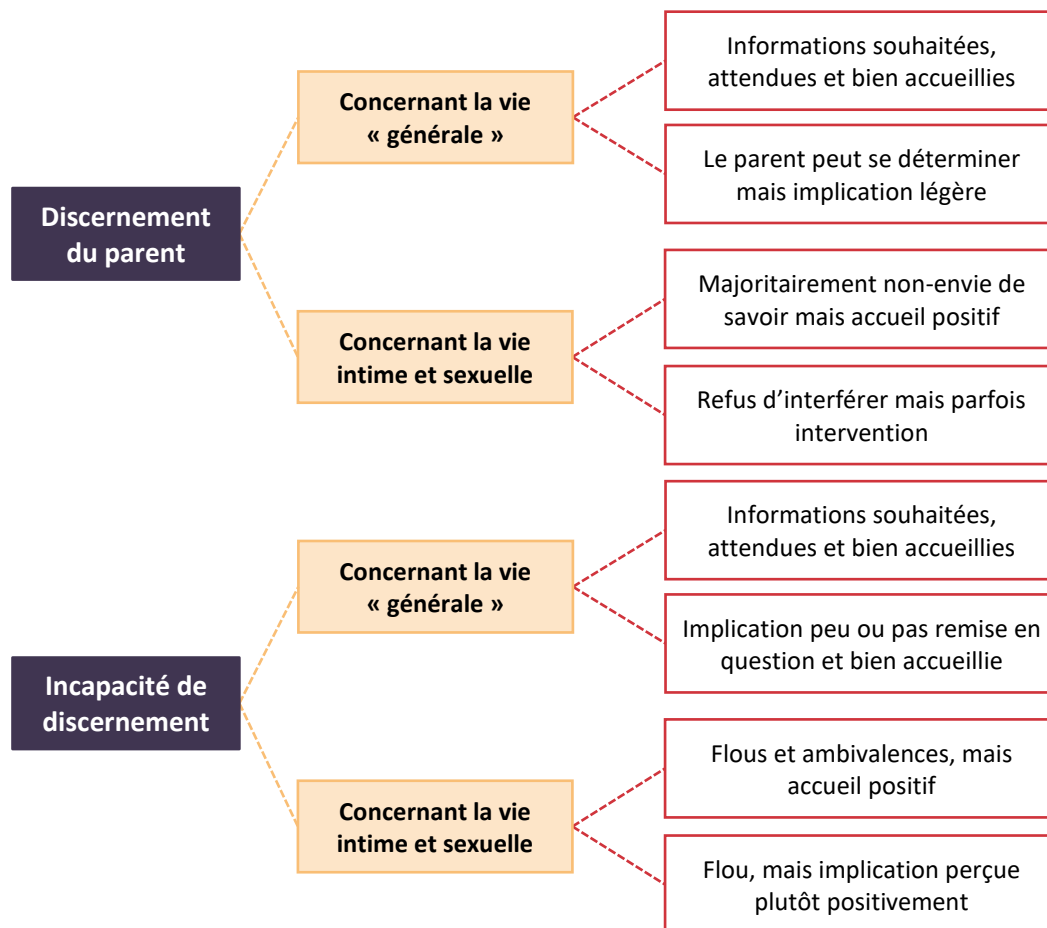 Discernement
du parent
Concernant la vie
« générale »
Informations souhaitées,
attendues et bien accueillies
Le parent peut se déterminer
mais implication légère
Concernant la vie
intime et sexuelle
Majoritairement non-envie de
savoir mais accueil positif
Refus d’interférer mais parfois
intervention
Incapacité de
discernement
Concernant la vie
« générale »
Informations souhaitées,
attendues et bien accueillies
Implication peu ou pas remise en
question et bien accueillie
Concernant la vie
intime et sexuelle
Flous et ambivalences, mais
accueil positif
Flou, mais implication perçue
plutôt positivement